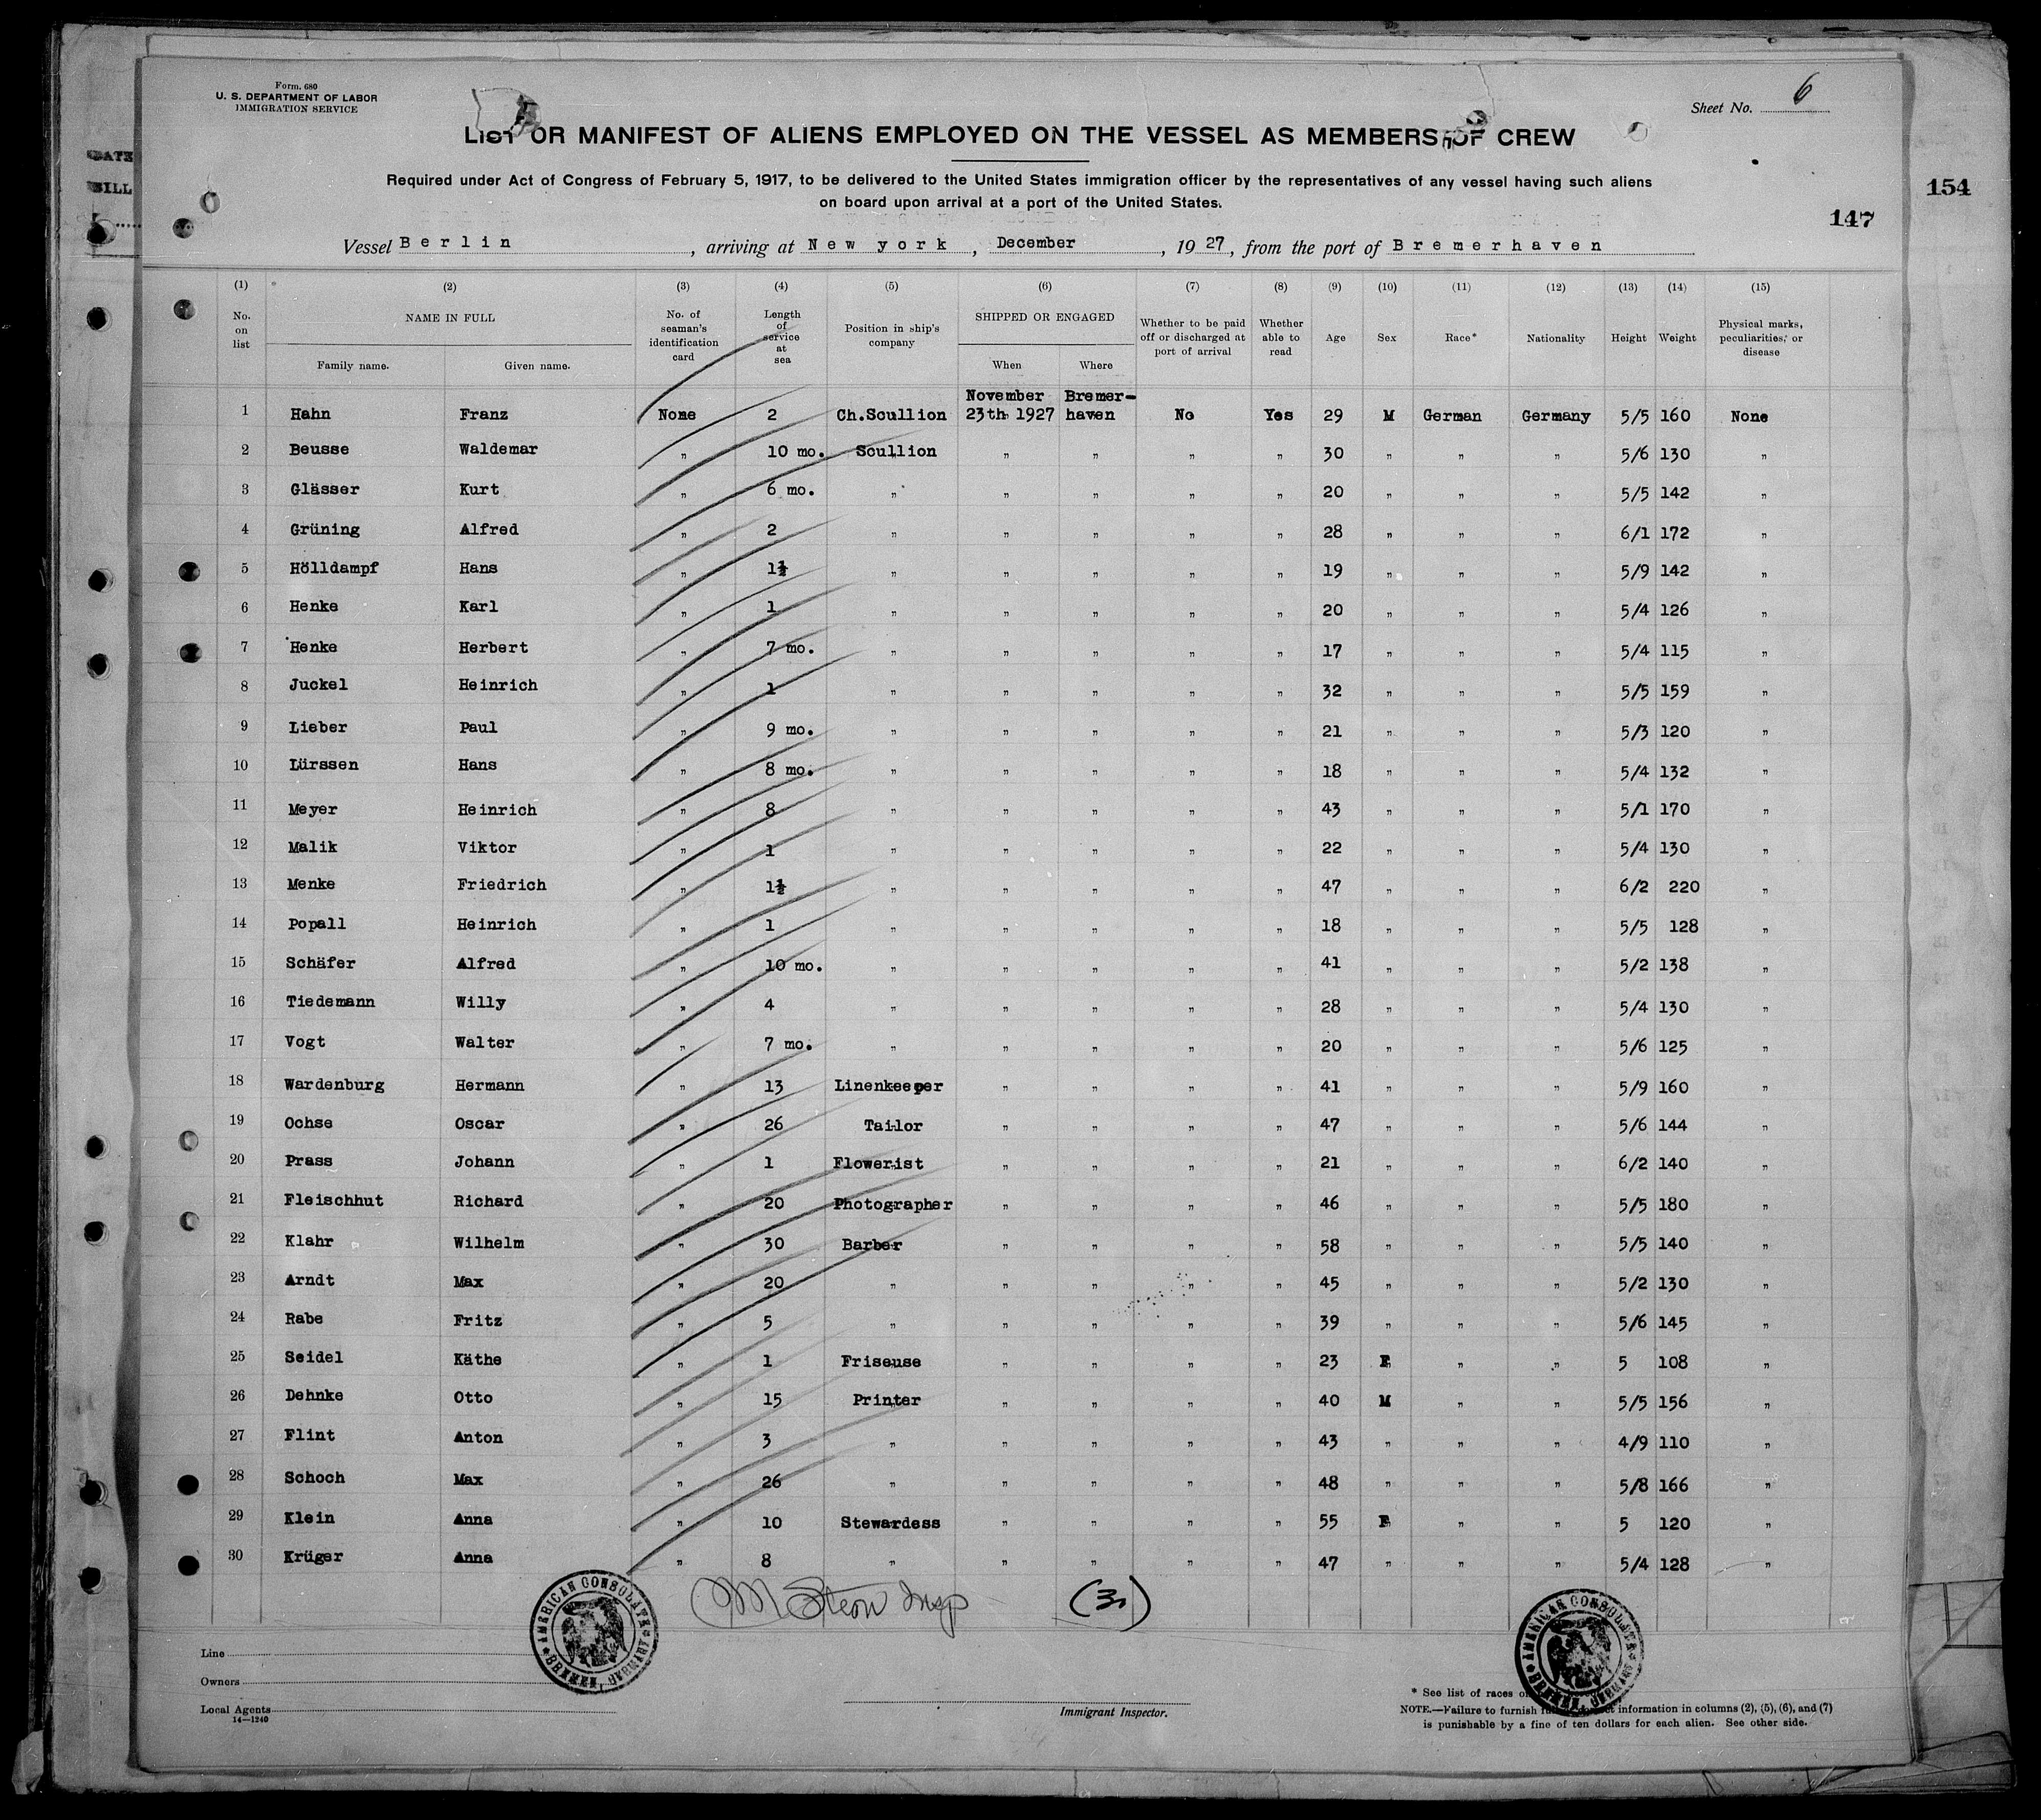 Form. 680
U. S. DEPARTMENT OF LABOR
IMMIGRATION SERVICE
Sheet No. 6
LIST OR MANIFEST OF ALIENS EMPLOYED ON THE VESSEL AS MEMBERS OF CREW
Required under Act of Congress of February 5, 1917, to be delivered to the United States immigration officer by the representatives of any vessel having such aliens
on board upon arrival at a port of the United States.
154
147
Vessel Berlin, arriving at New york, December, 1927, from the port of Bremerhaven
(1) (2) (3) (4) (5) (6) (7) (8) (9) (10) (11) (12) (13) (14) (15)
No. on list NAME IN FULL Family name. Given name. No. of seaman's identification card Length of service at sea Position in ship's company SHIPPED OR ENGAGED When Where Whether to be paid off or discharged at port of arrival Whether able to read Age Sex Race* Nationality Height Weight Physical marks, peculiarities, or disease
1 Hahn Franz None 2 Ch.Scullion November 23th 1927 Bremer-haven No Yes 29 M German Germany 5/5 160 None
2 Beusse Waldemar " 10 mo. Scullion " " " " 30 " " " 5/6 130 "
3 Glässer Kurt " 6 mo. " " " " " 20 " " " 5/5 142 "
4 Grüning Alfred " 2 " " " " " 28 " " " 6/1 172 "
5 Hölldampf Hans " 1½ " " " " " 19 " " " 5/9 142 "
6 Henke Karl " 1 " " " " " 20 " " " 5/4 126 "
7 Henke Herbert " 7 mo. " " " " " 17 " " " 5/4 115 "
8 Juckel Heinrich " 1 " " " " " 32 " " " 5/5 159 "
9 Lieber Paul " 9 mo. " " " " " 21 " " " 5/3 120 "
10 Lürssen Hans " 8 mo. " " " " " 18 " " " 5/4 132 "
11 Meyer Heinrich " 8 " " " " " 43 " " " 5/1 170 "
12 Malik Viktor " 1 " " " " " 22 " " " 5/4 130 "
13 Menke Friedrich " 1½ " " " " " 47 " " " 6/2 220 "
14 Popall Heinrich " 1 " " " " " 18 " " " 5/5 128 "
15 Schäfer Alfred " 10 mo. " " " " " 41 " " " 5/2 138 "
16 Tiedemann Willy " 4 " " " " " 28 " " " 5/4 130 "
17 Vogt Walter " 7 mo. " " " " " 20 " " " 5/6 125 "
18 Wardenburg Hermann " 13 Linenkeeper " " " " 41 " " " 5/9 160 "
19 Ochse Oscar " 26 Tailor " " " " 47 " " " 5/6 144 "
20 Prass Johann " 1 Flowerist " " " " 21 " " " 6/2 140 "
21 Fleischhut Richard " 20 Photographer " " " " 46 " " " 5/5 180 "
22 Klahr Wilhelm " 30 Barber " " " " 58 " " " 5/5 140 "
23 Arndt Max " 20 " " " " " 45 " " " 5/2 130 "
24 Rabe Fritz " 5 " " " " " 39 " " " 5/6 145 "
25 Seidel Käthe " 1 Friseuse " " " " 23 F " " 5 108 "
26 Dehnke Otto " 15 Printer " " " " 40 M " " 5/5 156 "
27 Flint Anton " 3 " " " " " 43 " " " 4/9 110 "
28 Schoch Max " 26 " " " " " 48 " " " 5/8 166 "
29 Klein Anna " 10 Stewardess " " " " 55 F " " 5 120 "
30 Krüger Anna " 8 " " " " " 47 " " " 5/4 128 "
M Stern Insp
AMERICAN CONSULATE
BREMEN, GERMANY
AMERICAN CONSULATE
BREMEN, GERMANY
Line
Owners
Local Agents
14—1240
Immigrant Inspector.
* See list of races
NOTE.—Failure to furnish information in columns (2), (5), (6), and (7)
is punishable by a fine of ten dollars for each alien. See other side.